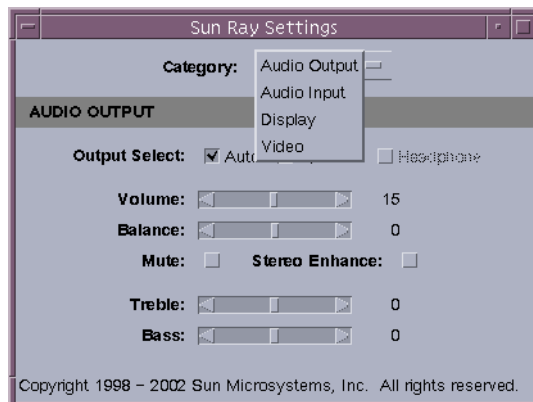 Sun Ray Settings
Category: Audio Output
Audio Input
Display
Video
AUDIO OUTPUT
Output Select: Auto Headphone
Volume: 15
Balance: 0
Mute: Stereo Enhance:
Treble: 0
Bass: 0
Copyright 1998 – 2002 Sun Microsystems, Inc. All rights reserved.